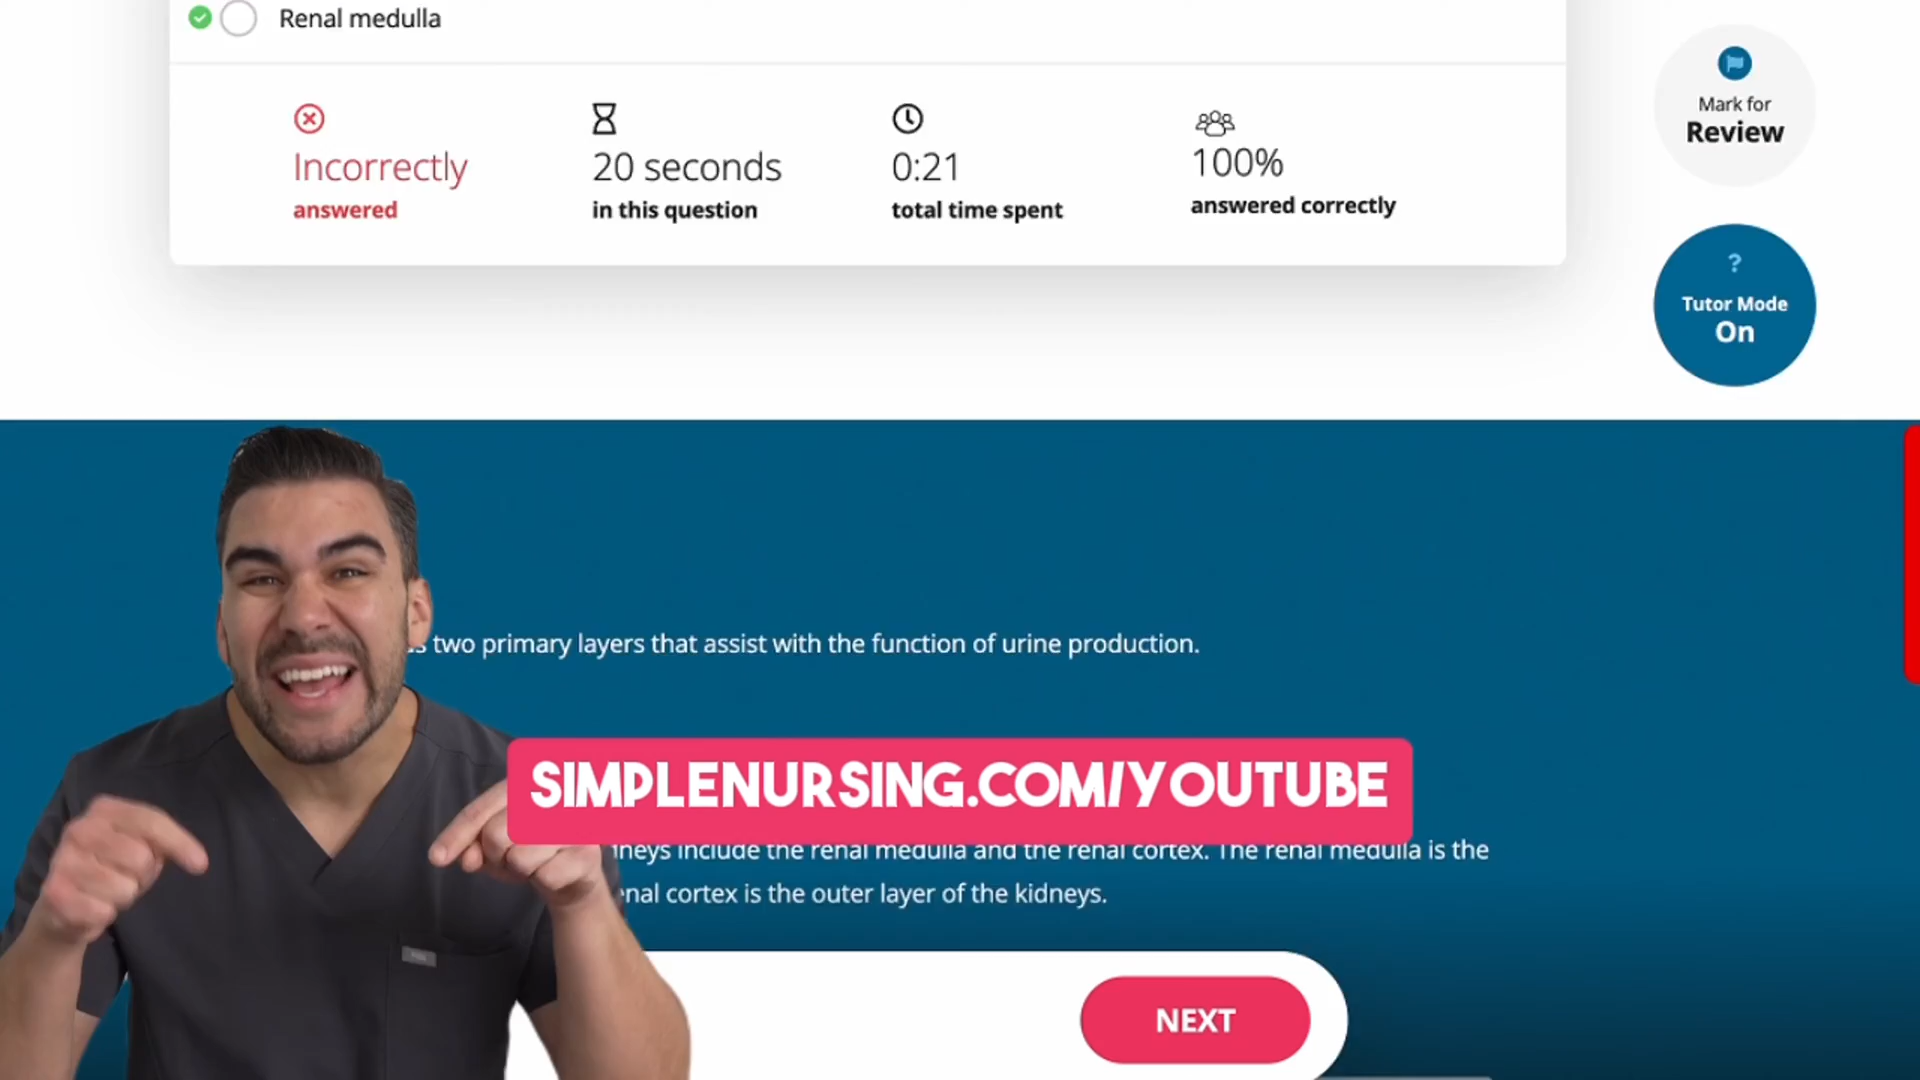 Renal medulla
Mark for
Review
Incorrectly
answered
20 seconds
in this question
0:21
total time spent
100%
answered correctly
?
Tutor Mode
On
two primary layers that assist with the function of urine production.
SIMPLENURSING.COM/YOUTUBE
include the renal medulla and the renal cortex. The renal medulla is the
cortex is the outer layer of the kidneys.
NEXT